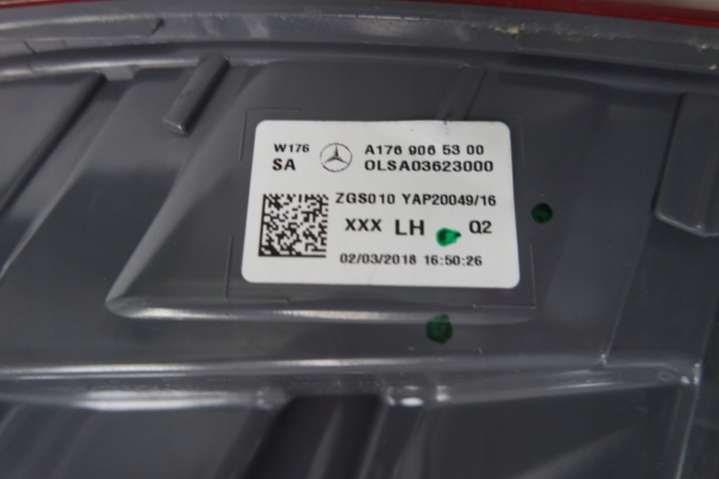 W176 A176 906 53 00
SA OLSA03623000
ZGS010 YAP20049/16
XXX LH Q2
02/03/2018 16:50:26